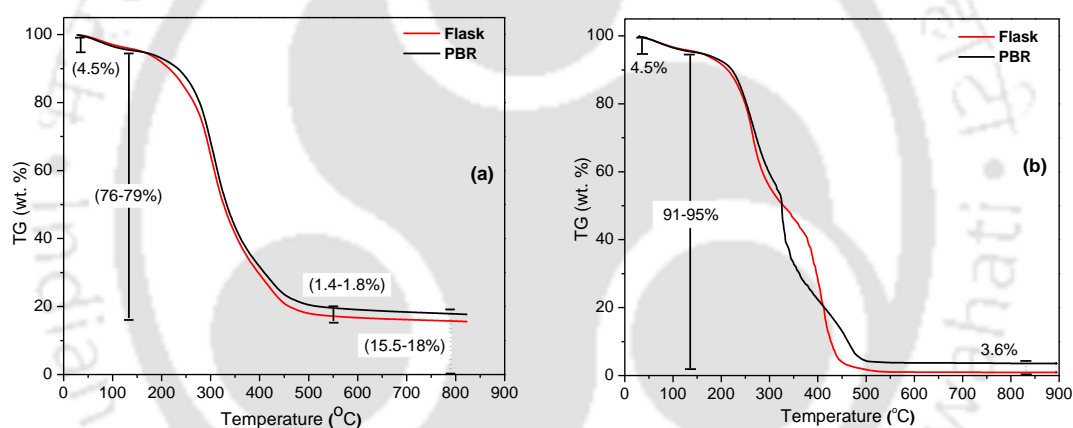 Flask
PBR
(4.5%)
(76-79%)
(a)
(1.4-1.8%)
(15.5-18%)
TG (wt. %)
100
80
60
40
20
0
0 100 200 300 400 500 600 700 800 900
Temperature (°C)
Flask
PBR
4.5%
(b)
91-95%
3.6%
TG (wt. %)
100
80
60
40
20
0
0 100 200 300 400 500 600 700 800 900
Temperature (°C)
Indian
wahati